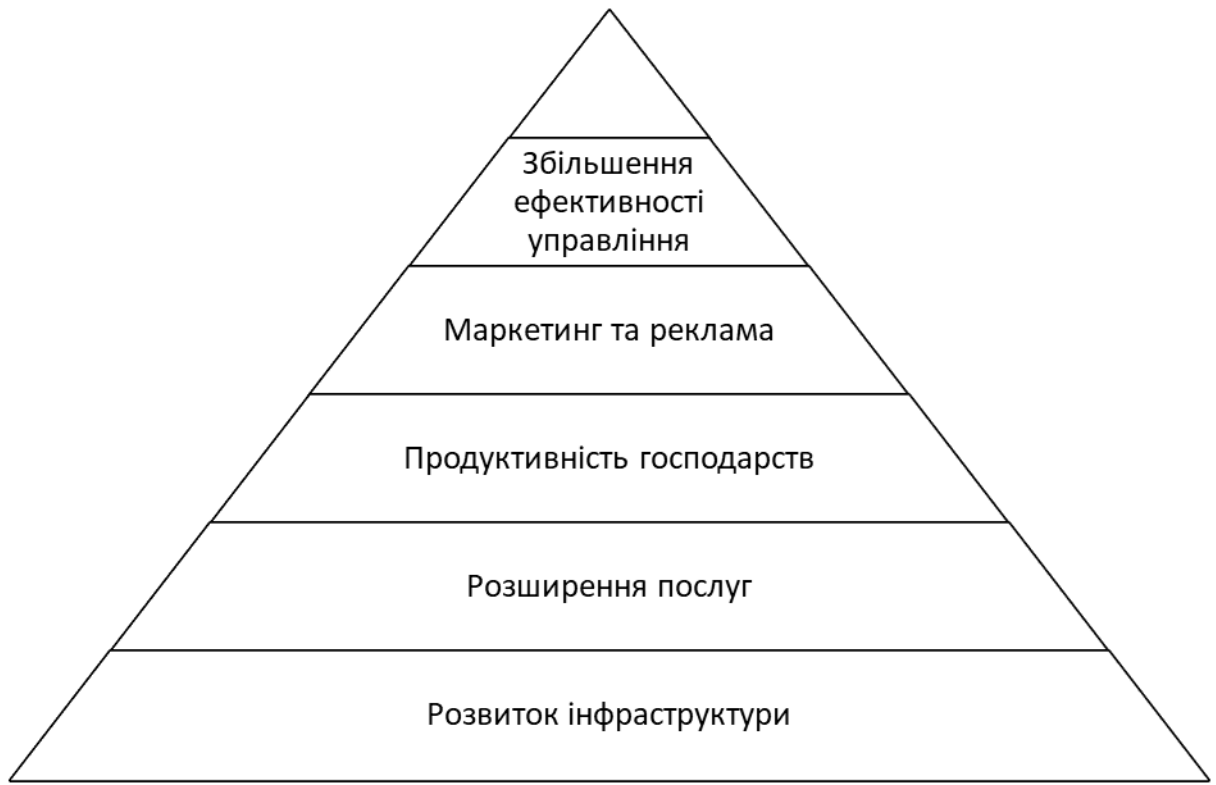 Збільшення
ефективності
управління
Маркетинг та реклама
Продуктивність господарств
Розширення послуг
Розвиток інфраструктури